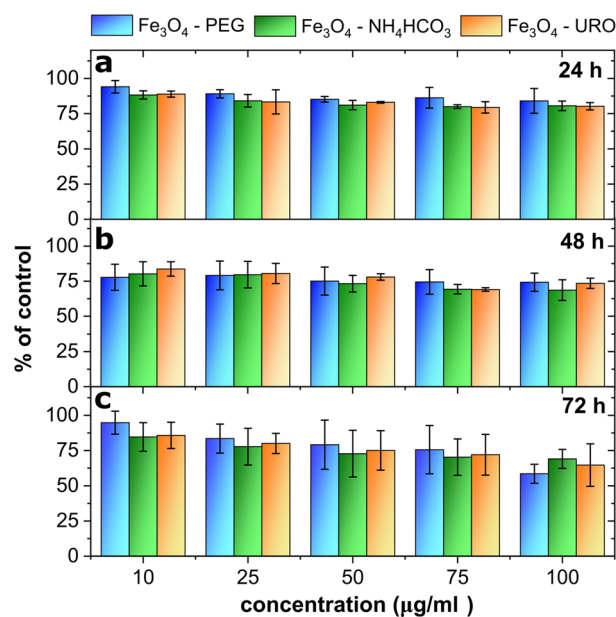 Fe₃O₄ - PEG Fe₃O₄ - NH₄HCO₃ Fe₃O₄ - URO
a 24 h
100
75
50
25
0
b 48 h
100
75
50
25
0
c 72 h
100
75
50
25
0
% of control
10 25 50 75 100
concentration (μg/ml )